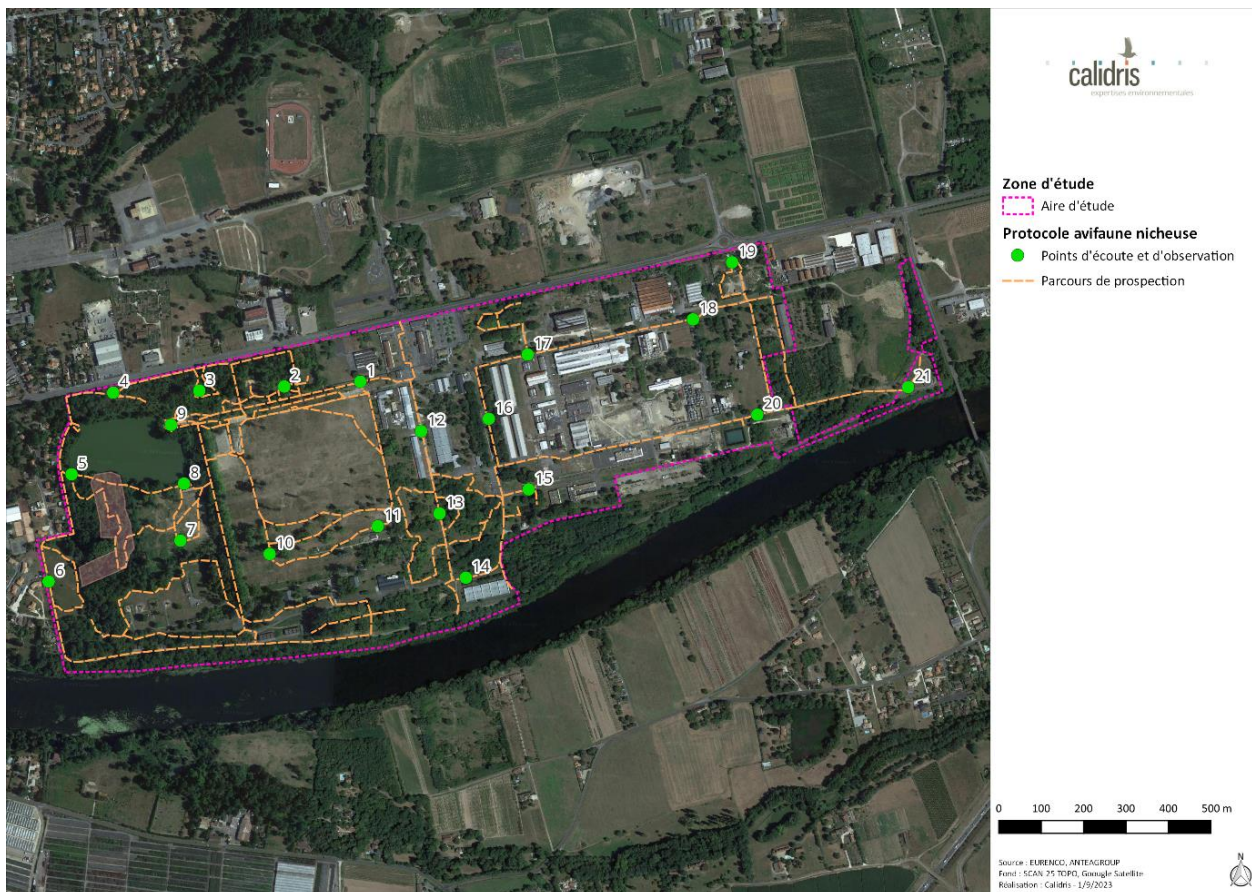 calidris
expertises environnementales
Zone d'étude
Aire d'étude
Protocole avifaune nicheuse
Points d'écoute et d'observation
Parcours de prospection
19
18
17
1
2
3
4
9
16
12
20
21
5
8
15
13
11
7
10
14
6
0 100 200 300 400 500 m
Source : EURENCO, ANTEAGROUP
Fond : SCAN 25 TOPO, Gooogle Satellite
Réalisation : Calidris - 1/9/2023
N